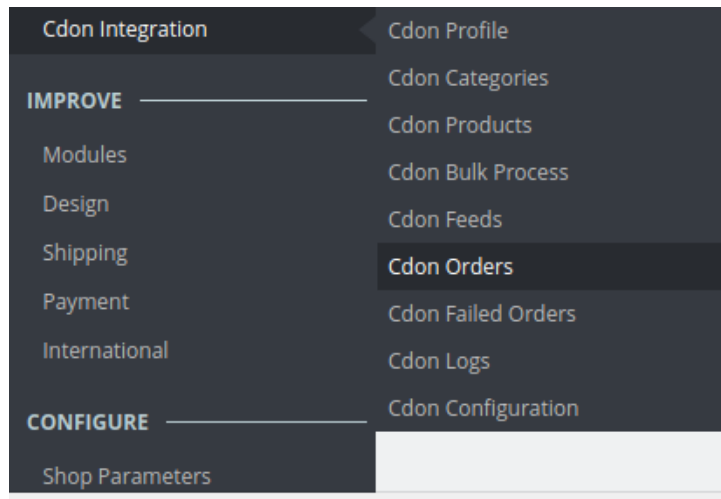 Cdon Integration
IMPROVE
Modules
Design
Shipping
Payment
International
CONFIGURE
Shop Parameters
Cdon Profile
Cdon Categories
Cdon Products
Cdon Bulk Process
Cdon Feeds
Cdon Orders
Cdon Failed Orders
Cdon Logs
Cdon Configuration